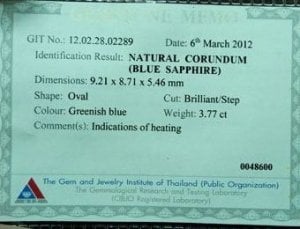 MEMO
GIT No.: 12.02.28.02289 Date: 6th March 2012
Identification Result: NATURAL CORUNDUM
(BLUE SAPPHIRE)
Dimensions: 9.21 x 8.71 x 5.46 mm
Shape: Oval Cut: Brilliant/Step
Colour: Greenish blue Weight: 3.77 ct
Comment(s): Indications of heating
0048600
The Gem and Jewelry Institute of Thailand (Public Organization)
The Gemological Research and Testing Laboratory
(CIBJO Registered Laboratory)